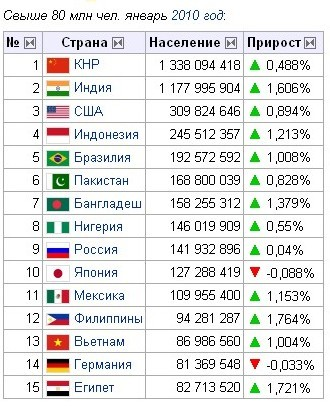 Свыше 80 млн чел. январь 2010 год:
№ Страна Население Прирост
1 КНР 1 338 094 418 ▲ 0,488%
2 Индия 1 177 995 904 ▲ 1,606%
3 США 309 824 646 ▲ 0,894%
4 Индонезия 245 512 367 ▲ 1,213%
5 Бразилия 192 572 592 ▲ 1,008%
6 Пакистан 168 800 039 ▲ 0,828%
7 Бангладеш 158 255 312 ▲ 1,379%
8 Нигерия 146 019 909 ▲ 0,55%
9 Россия 141 932 896 ▲ 0,04%
10 Япония 127 288 419 ▼ -0,088%
11 Мексика 109 955 400 ▲ 1,153%
12 Филиппины 94 281 287 ▲ 1,764%
13 Вьетнам 86 986 560 ▲ 1,004%
14 Германия 81 369 548 ▼ -0,033%
15 Египет 82 713 520 ▲ 1,721%